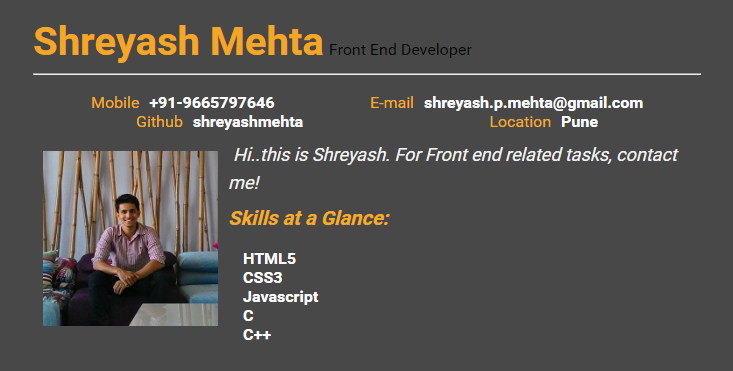 Shreyash Mehta Front End Developer
Mobile +91-9665797646 E-mail shreyash.p.mehta@gmail.com
Github shreyashmehta Location Pune
Hi..this is Shreyash. For Front end related tasks, contact
me!
Skills at a Glance:
HTML5
CSS3
Javascript
C
C++